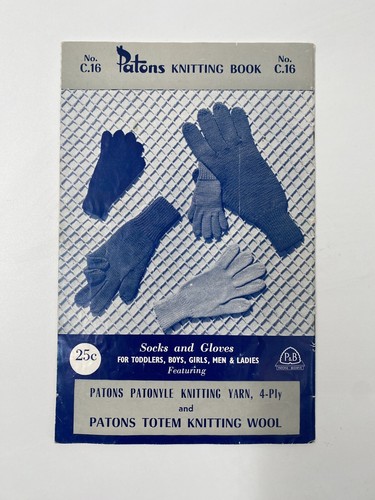 No. C.16
Patons KNITTING BOOK
No. C.16
25c
Socks and Gloves
FOR TODDLERS, BOYS, GIRLS, MEN & LADIES
Featuring
P&B
PATONS PATONYLE KNITTING YARN, 4-Ply
and
PATONS TOTEM KNITTING WOOL